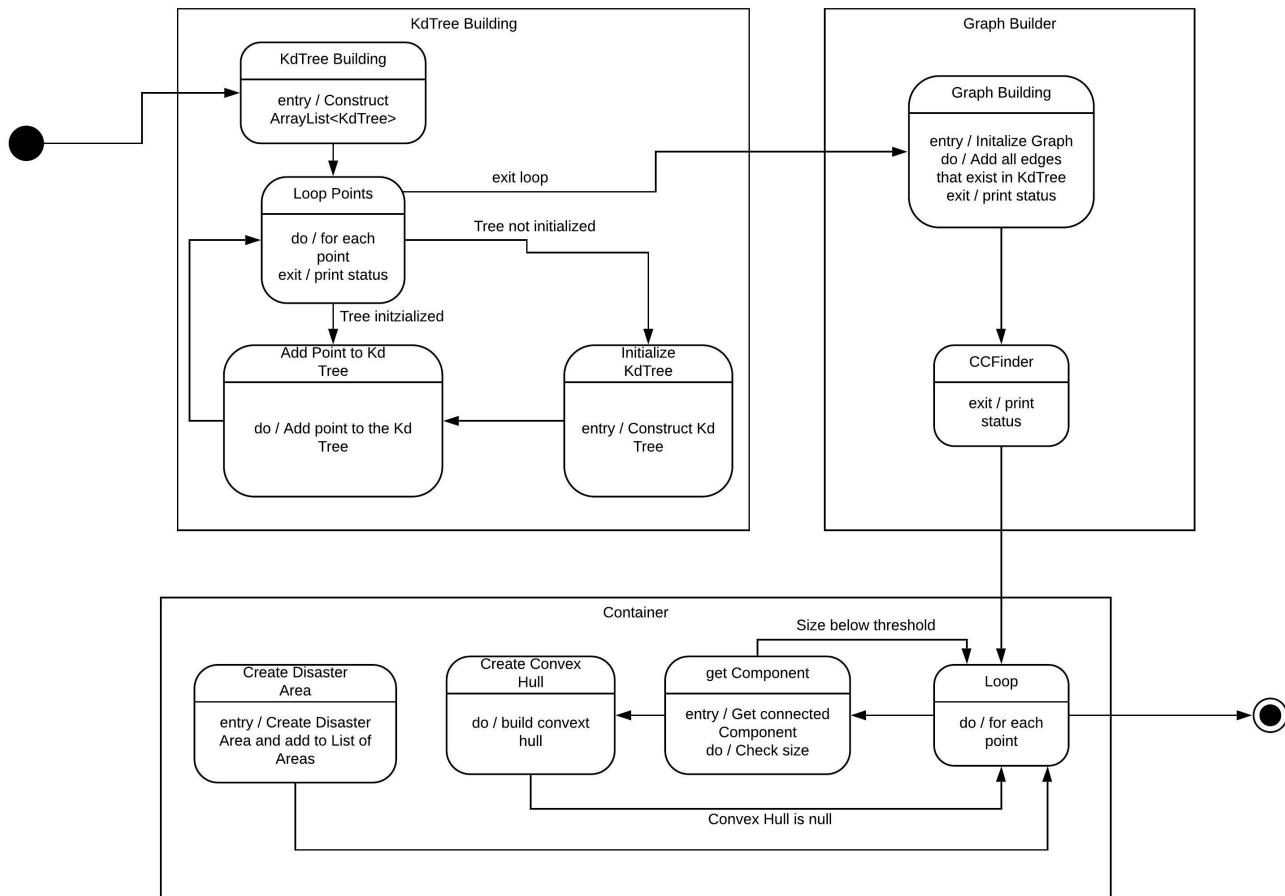 KdTree Building
KdTree Building
entry / Construct
ArrayList<KdTree>
Loop Points
do / for each
point
exit / print status
exit loop
Tree not initialized
Tree initzialized
Add Point to Kd
Tree
do / Add point to the Kd
Tree
Initialize
KdTree
entry / Construct Kd
Tree
Graph Builder
Graph Building
entry / Initalize Graph
do / Add all edges
that exist in KdTree
exit / print status
CCFinder
exit / print
status
Container
Size below threshold
Create Disaster
Area
entry / Create Disaster
Area and add to List of
Areas
Create Convex
Hull
do / build convext
hull
get Component
entry / Get connected
Component
do / Check size
Loop
do / for each
point
Convex Hull is null